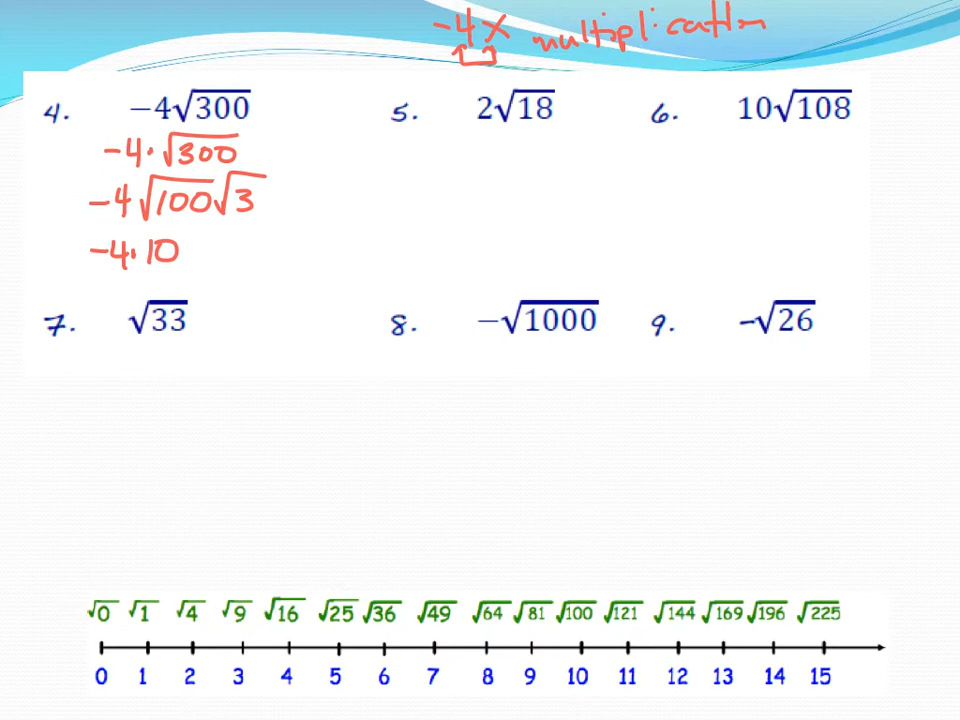 -4x multiplication
4. −4√300 5. 2√18 6. 10√108
-4·√300
-4√100√3
-4·10
7. √33 8. −√1000 9. -√26
√0 √1 √4 √9 √16 √25 √36 √49 √64 √81 √100 √121 √144 √169 √196 √225
0 1 2 3 4 5 6 7 8 9 10 11 12 13 14 15